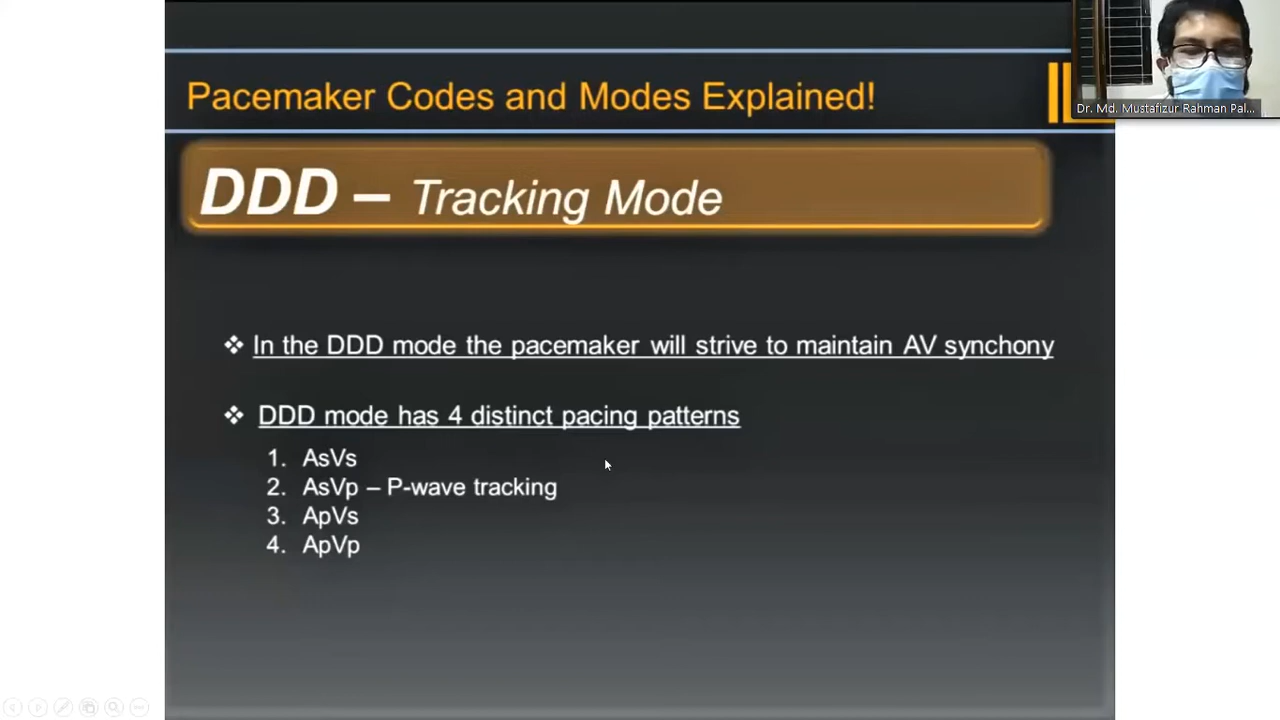 Pacemaker Codes and Modes Explained!
Dr. Md. Mustafizur Rahman Pal...
DDD – Tracking Mode
❖ In the DDD mode the pacemaker will strive to maintain AV synchony
❖ DDD mode has 4 distinct pacing patterns
1. AsVs
2. AsVp – P-wave tracking
3. ApVs
4. ApVp